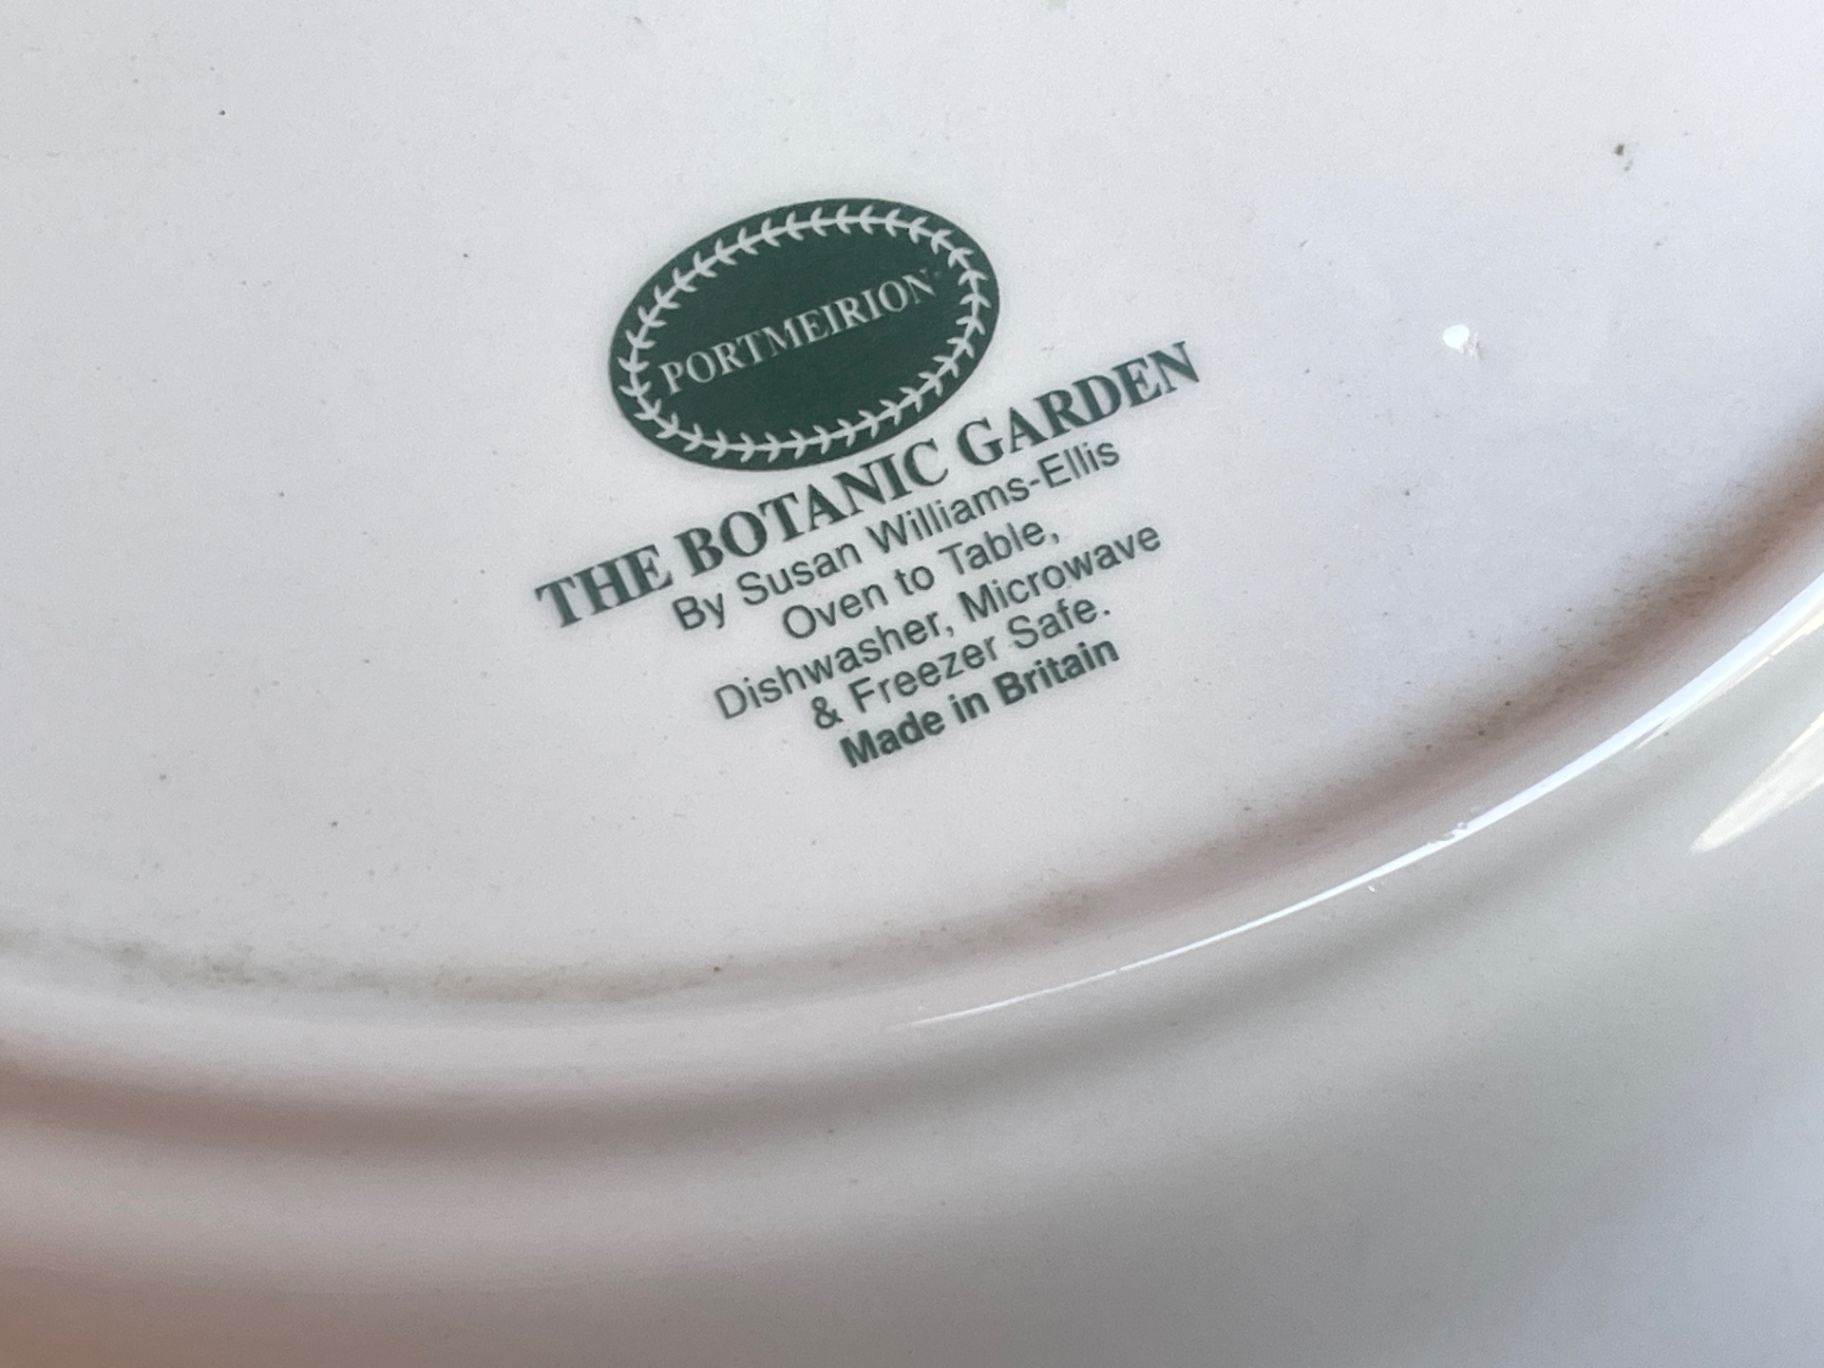 PORTMEIRION
THE BOTANIC GARDEN
By Susan Williams-Ellis
Oven to Table,
Dishwasher, Microwave
& Freezer Safe.
Made in Britain